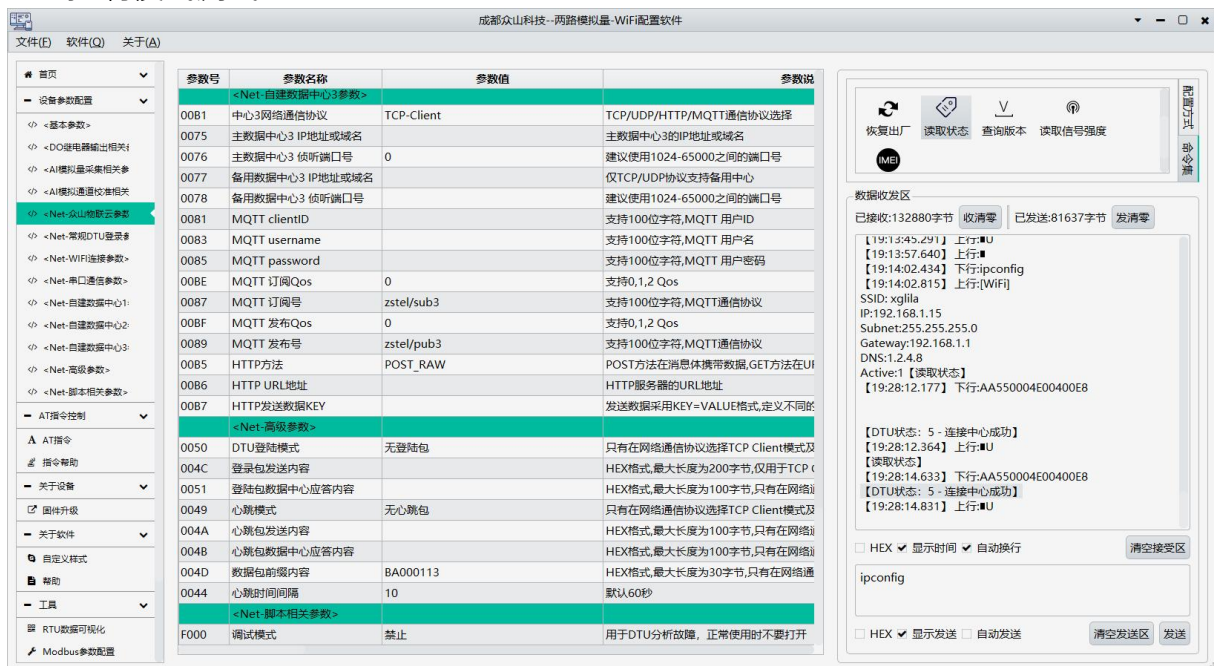 成都众山科技--两路模拟量-WiFi配置软件
文件(F) 软件(Q) 关于(A)
首页
设备参数配置
<基本参数>
<DO继电器输出相关
<AI模拟量采集相关参
<AI模拟通道校准相关
<Net-众山物联云参数
<Net-常规DTU登录
<Net-WIFI连接参数>
<Net-串口通信参数>
<Net-自建数据中心1
<Net-自建数据中心2
<Net-自建数据中心3
<Net-高级参数>
<Net-脚本相关参数>
AT指令控制
A AT指令
指令帮助
关于设备
固件升级
关于软件
自定义样式
帮助
工具
RTU数据可视化
Modbus参数配置
参数号 参数名称 参数值 参数说
<Net-自建数据中心3参数>
00B1 中心3网络通信协议 TCP-Client TCP/UDP/HTTP/MQTT通信协议选择
0075 主数据中心3 IP地址或域名 主数据中心3的IP地址或域名
0076 主数据中心3 侦听端口号 0 建议使用1024-65000之间的端口号
0077 备用数据中心3 IP地址或域名 仅TCP/UDP协议支持备用中心
0078 备用数据中心3 侦听端口号 建议使用1024-65000之间的端口号
0081 MQTT clientID 支持100位字符,MQTT 用户ID
0083 MQTT username 支持100位字符,MQTT 用户名
0085 MQTT password 支持100位字符,MQTT 用户密码
00BE MQTT 订阅Qos 0 支持0,1,2 Qos
0087 MQTT 订阅号 zstel/sub3 支持100位字符,MQTT通信协议
00BF MQTT 发布Qos 0 支持0,1,2 Qos
0089 MQTT 发布号 zstel/pub3 支持100位字符,MQTT通信协议
00B5 HTTP方法 POST_RAW POST方法在消息体携带数据,GET方法在UR
00B6 HTTP URL地址 HTTP服务器的URL地址
00B7 HTTP发送数据KEY 发送数据采用KEY=VALUE格式,定义不同的
<Net-高级参数>
0050 DTU登陆模式 无登陆包 只有在网络通信协议选择TCP Client模式及
004C 登录包发送内容 HEX格式,最大长度为200字节,仅用于TCP
0051 登陆包数据中心应答内容 HEX格式,最大长度为100字节,只有在网络通
0049 心跳模式 无心跳包 只有在网络通信协议选择TCP Client模式及
004A 心跳包发送内容 HEX格式,最大长度为100字节,只有在网络通
004B 心跳包数据中心应答内容 HEX格式,最大长度为100字节,只有在网络通
004D 数据包前缀内容 BA000113 HEX格式,最大长度为30字节,只有在网络通
0044 心跳时间间隔 10 默认60秒
<Net-脚本相关参数>
F000 调试模式 禁止 用于DTU分析故障，正常使用时不要打开
恢复出厂 读取状态 查询版本 读取信号强度
IMEI
配置方式
命令集
数据收发区
已接收:132880字节 收清零 已发送:81637字节 发清零
【19:13:45.291】上行:■U
【19:13:57.640】上行:■
【19:14:02.434】下行:ipconfig
【19:14:02.815】上行:[WiFi]
SSID: xglila
IP:192.168.1.15
Subnet:255.255.255.0
Gateway:192.168.1.1
DNS:1.2.4.8
Active:1【读取状态】
【19:28:12.177】下行:AA550004E00400E8
【DTU状态：5 - 连接中心成功】
【19:28:12.364】上行:■U
【读取状态】
【19:28:14.633】下行:AA550004E00400E8
【DTU状态：5 - 连接中心成功】
【19:28:14.831】上行:■U
HEX 显示时间 自动换行 清空接受区
ipconfig
HEX 显示发送 自动发送 清空发送区 发送